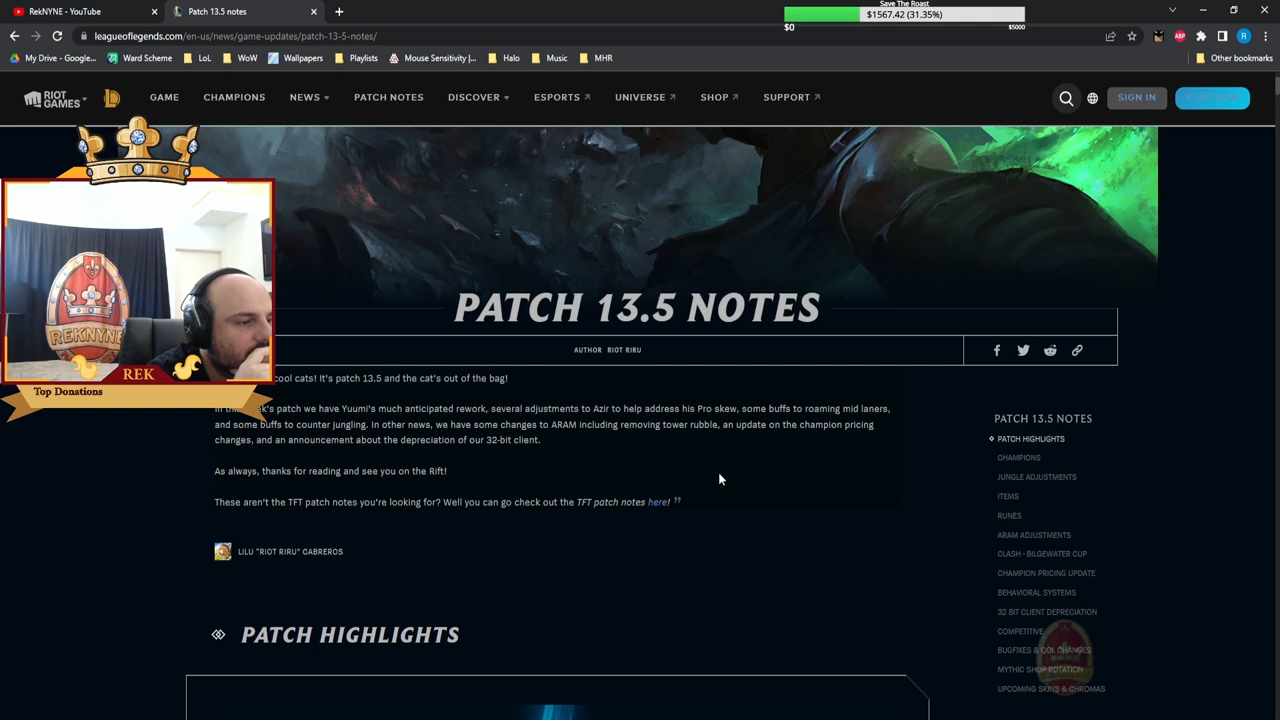 RekNYNE - YouTube
Patch 13.5 notes
Save The Roast
$1567.42 (31.35%)
$0
$5000
leagueoflegends.com/en-us/news/game-updates/patch-13-5-notes/
ABP
R
My Drive - Google...
Ward Scheme
LoL
WoW
Wallpapers
Playlists
Mouse Sensitivity |...
Halo
Music
MHR
Other bookmarks
RIOT GAMES
GAME
CHAMPIONS
NEWS
PATCH NOTES
DISCOVER
ESPORTS
UNIVERSE
SHOP
SUPPORT
SIGN IN
PATCH 13.5 NOTES
AUTHOR RIOT RIRU
REKNYNE
REK
Top Donations
cool cats! It's patch 13.5 and the cat's out of the bag!
patch we have Yuumi's much anticipated rework, several adjustments to Azir to help address his Pro skew, some buffs to roaming mid laners,
and some buffs to counter jungling. In other news, we have some changes to ARAM including removing tower rubble, an update on the champion pricing
changes, and an announcement about the depreciation of our 32-bit client.
As always, thanks for reading and see you on the Rift!
These aren't the TFT patch notes you're looking for? Well you can go check out the TFT patch notes here! ”
LILU "RIOT RIRU" CABREROS
PATCH HIGHLIGHTS
PATCH 13.5 NOTES
PATCH HIGHLIGHTS
CHAMPIONS
JUNGLE ADJUSTMENTS
ITEMS
RUNES
ARAM ADJUSTMENTS
CLASH - BILGEWATER CUP
CHAMPION PRICING UPDATE
BEHAVIORAL SYSTEMS
32 BIT CLIENT DEPRECIATION
COMPETITIVE
BUGFIXES & QOL CHANGES
MYTHIC SHOP ROTATION
UPCOMING SKINS & CHROMAS